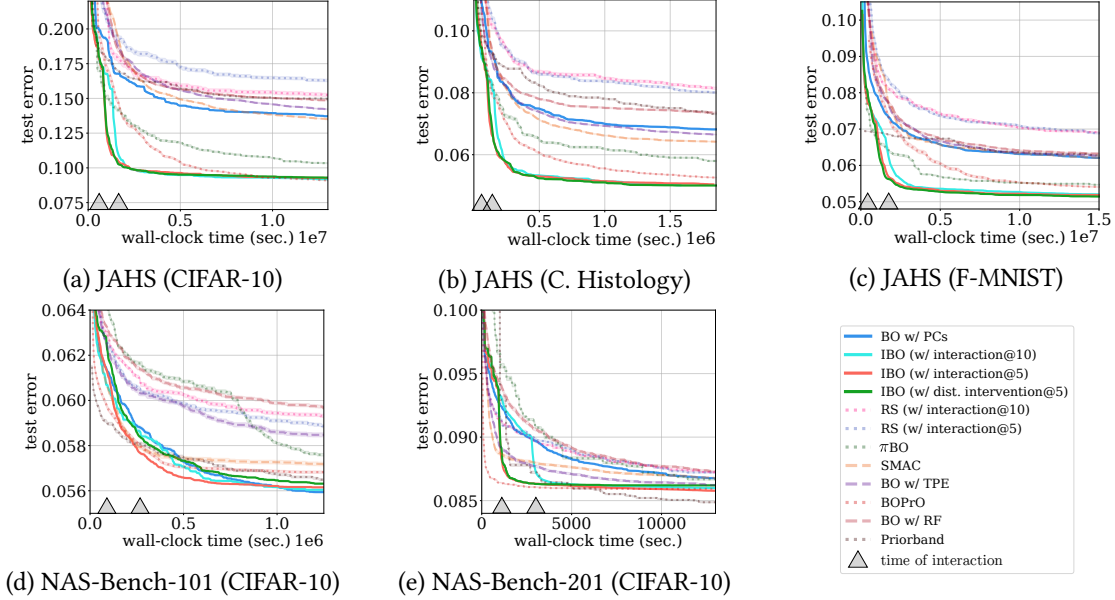 0.200
0.175
0.150
0.125
0.100
0.075
test error
0
0.5
1.0
wall-clock time (sec.) 1e7
(a) JAHS (CIFAR-10)
0.10
0.08
0.06
test error
0.5
1.0
1.5
wall-clock time (sec.) 1e6
(b) JAHS (C. Histology)
0.10
0.09
0.08
0.07
0.06
0.05
test error
0
0.5
1.0
1.5
wall-clock time (sec.) 1e7
(c) JAHS (F-MNIST)
0.064
0.062
0.060
0.058
0.056
test error
0.0
0.5
1.0
wall-clock time (sec.) 1e6
(d) NAS-Bench-101 (CIFAR-10)
0.100
0.095
0.090
0.085
test error
0
5000
10000
wall-clock time (sec.)
(e) NAS-Bench-201 (CIFAR-10)
BO w/ PCs
IBO (w/ interaction@10)
IBO (w/ interaction@5)
IBO (w/ dist. intervention@5)
RS (w/ interaction@10)
RS (w/ interaction@5)
πBO
SMAC
BO w/ TPE
BOPrO
BO w/ RF
Priorband
time of interaction